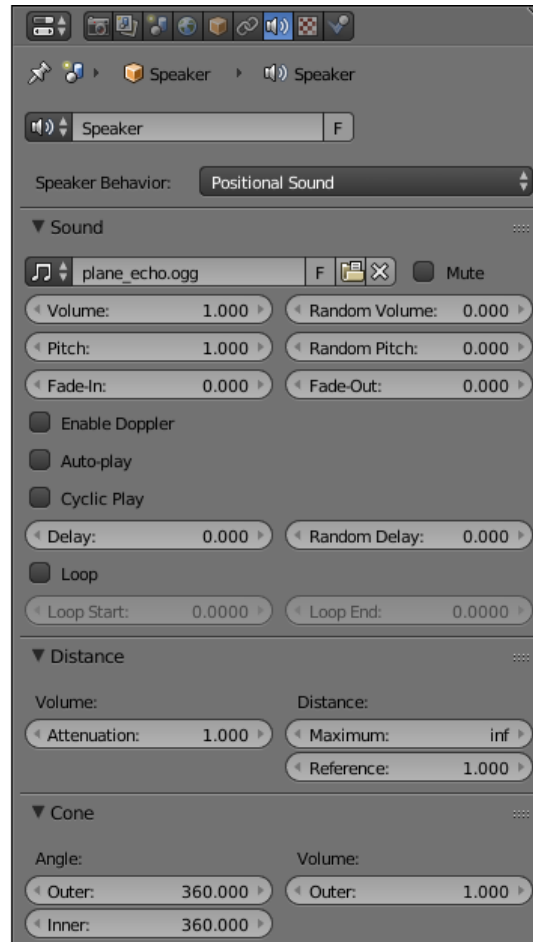 Speaker Speaker
Speaker F
Speaker Behavior: Positional Sound
Sound
plane_echo.ogg F Mute
Volume: 1.000 Random Volume: 0.000
Pitch: 1.000 Random Pitch: 0.000
Fade-In: 0.000 Fade-Out: 0.000
Enable Doppler
Auto-play
Cyclic Play
Delay: 0.000 Random Delay: 0.000
Loop
Loop Start: 0.0000 Loop End: 0.0000
Distance
Volume: Distance:
Attenuation: 1.000 Maximum: inf
Reference: 1.000
Cone
Angle: Volume:
Outer: 360.000 Outer: 1.000
Inner: 360.000